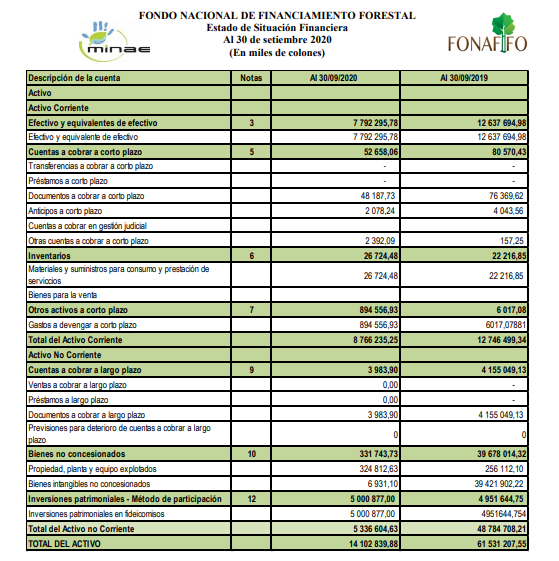 FONDO NACIONAL DE FINANCIAMIENTO FORESTAL
Estado de Situación Financiera
Al 30 de setiembre 2020
(En miles de colones)
minae
FONAFIFO
Descripción de la cuenta Notas Al 30/09/2020 Al 30/09/2019
Activo
Activo Corriente
Efectivo y equivalentes de efectivo 3 7 792 295,78 12 637 694,98
Efectivo y equivalente de efectivo 7 792 295,78 12 637 694,98
Cuentas a cobrar a corto plazo 5 52 658,06 80 570,43
Transferencias a cobrar a corto plazo - -
Préstamos a corto plazo - -
Documentos a cobrar a corto plazo 48 187,73 76 369,62
Anticipos a corto plazo 2 078,24 4 043,56
Cuentas a cobrar en gestión judicial
Otras cuentas a cobrar a corto plazo 2 392,09 157,25
Inventarios 6 26 724,48 22 216,85
Materiales y suministros para consumo y prestación de
serviccios 26 724,48 22 216,85
Bienes para la venta
Otros activos a corto plazo 7 894 556,93 6 017,08
Gastos a devengar a corto plazo 894 556,93 6017,07881
Total del Activo Corriente 8 766 235,25 12 746 499,34
Activo No Corriente
Cuentas a cobrar a largo plazo 9 3 983,90 4 155 049,13
Ventas a cobrar a largo plazo 0,00 -
Préstamos a largo plazo 0,00 -
Documentos a cobrar a largo plazo 3 983,90 4 155 049,13
Previsiones para deterioro de cuentas a cobrar a largo
plazo 0 0
Bienes no concesionados 10 331 743,73 39 678 014,32
Propiedad, planta y equipo explotados 324 812,63 256 112,10
Bienes intangibles no concesionados 6 931,10 39 421 902,22
Inversiones patrimoniales - Método de participación 12 5 000 877,00 4 951 644,75
Inversiones patrimoniales en fideicomisos 5 000 877,00 4951644,754
Total del Activo no Corriente 5 336 604,63 48 784 708,21
TOTAL DEL ACTIVO 14 102 839,88 61 531 207,55